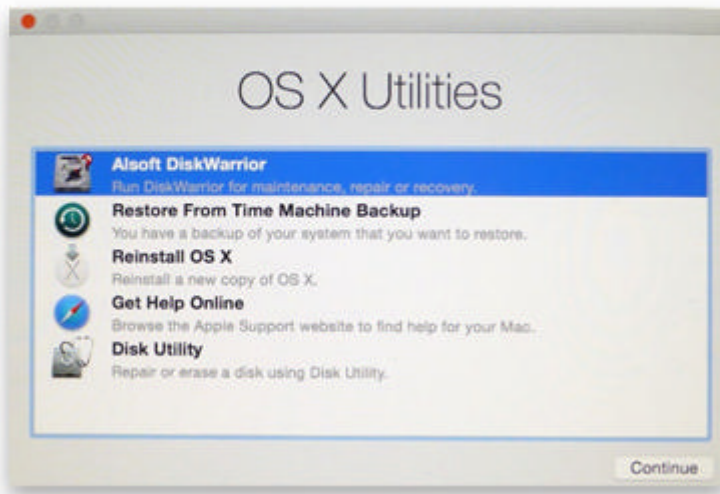 OS X Utilities
Alsoft DiskWarrior
Run DiskWarrior for maintenance, repair or recovery.
Restore From Time Machine Backup
You have a backup of your system that you want to restore.
Reinstall OS X
Reinstall a new copy of OS X.
Get Help Online
Browse the Apple Support website to find help for your Mac.
Disk Utility
Repair or erase a disk using Disk Utility.
Continue